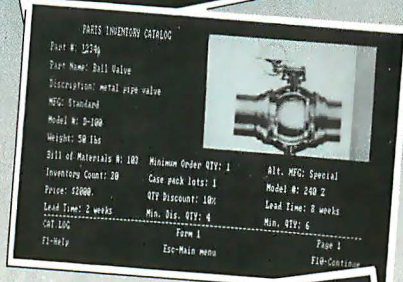 PARTS INVENTORY CATALOG
Part #: 1234g
Part Name: Ball Valve
Discription: metal pipe valve
MFG: Standard
Model #: D-100
Weight: 50 lbs
Bill of Materials #: 103 Minimum Order QTY: 1 Alt. MFG: Special
Inventory Count: 20 Case pack lots: 1 Model #: 240 Z
Price: $2000. QTY Discount: 10% Lead Time: 8 weeks
Lead Time: 2 weeks Min. Dis. QTY: 4 Min. QTY: 6
CAT.LOG Form 1 Page 1
F1-Help Esc-Main menu F10-Continue